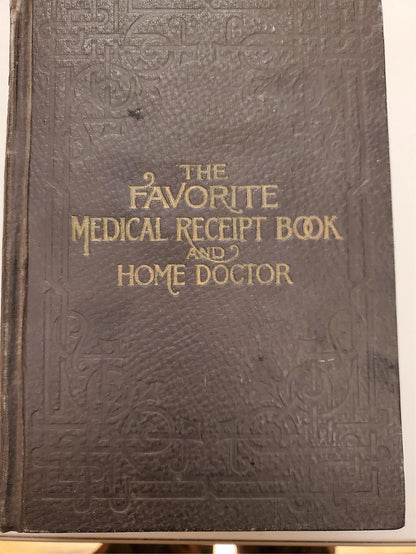 THE
FAVORITE
MEDICAL RECEIPT BOOK
AND
HOME DOCTOR